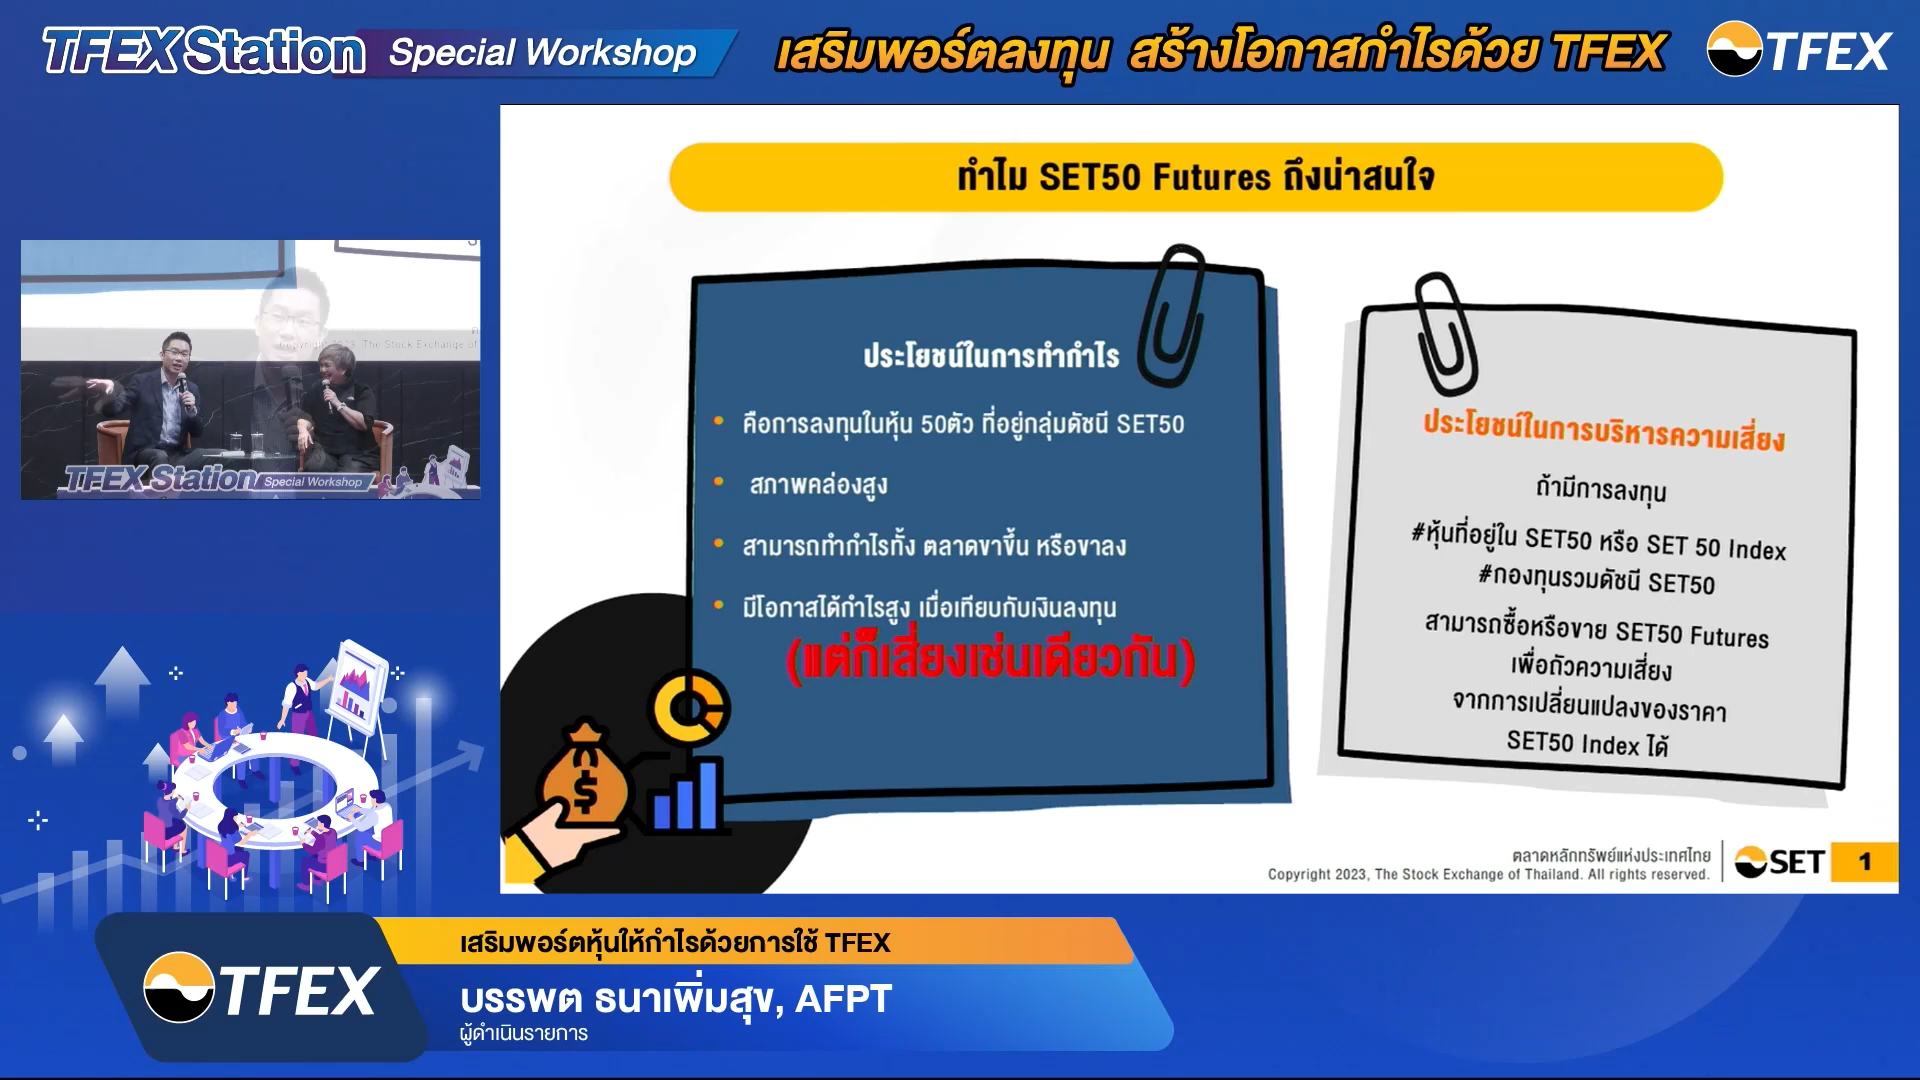 TFEX Station Special Workshop
เสริมพอร์ตลงทุน สร้างโอกาสกำไรด้วย TFEX
TFEX
ทำไม SET50 Futures ถึงน่าสนใจ
ประโยชน์ในการทำกำไร
• คือการลงทุนในหุ้น 50ตัว ที่อยู่กลุ่มดัชนี SET50
• สภาพคล่องสูง
• สามารถทำกำไรทั้ง ตลาดขาขึ้น หรือขาลง
• มีโอกาสได้กำไรสูง เมื่อเทียบกับเงินลงทุน
(แต่ก็เสี่ยงเช่นเดียวกัน)
ประโยชน์ในการบริหารความเสี่ยง
ถ้ามีการลงทุน
#หุ้นที่อยู่ใน SET50 หรือ SET 50 Index
#กองทุนรวมดัชนี SET50
สามารถซื้อหรือขาย SET50 Futures
เพื่อถัวความเสี่ยง
จากการเปลี่ยนแปลงของราคา
SET50 Index ได้
ตลาดหลักทรัพย์แห่งประเทศไทย
Copyright 2023, The Stock Exchange of Thailand. All rights reserved.
SET
1
Copyright 2023, The Stock Exchange of
TFEX Station Special Workshop
TFEX
เสริมพอร์ตหุ้นให้กำไรด้วยการใช้ TFEX
บรรพต ธนาเพิ่มสุข, AFPT
ผู้ดำเนินรายการ